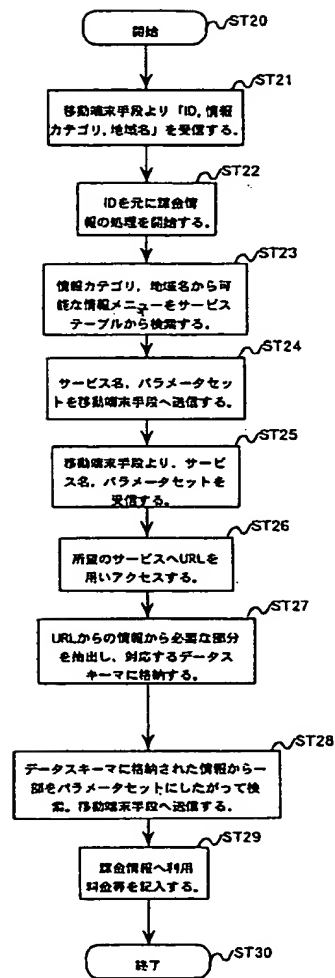 開始
ST20
ST21
移動端末手段より「ID,情報
カテゴリ,地域名」を受信する。
ST22
IDを元に課金情
報の処理を開始する。
ST23
情報カテゴリ,地域名から可
能な情報メニューをサービス
テーブルから検索する。
ST24
サービス名,パラメータセッ
トを移動端末手段へ送信する。
ST25
移動端末手段より,サービ
ス名,パラメータセットを
受信する。
ST26
所望のサービスへURLを
用いアクセスする。
ST27
URLからの情報から必要な部分
を抽出し、対応するデータス
キーマに格納する。
ST28
データスキーマに格納された情報から一
部をパラメータセットにしたがって検
索。移動端末手段へ送信する。
ST29
課金情報へ利用
料金等を記入する。
終了
ST30